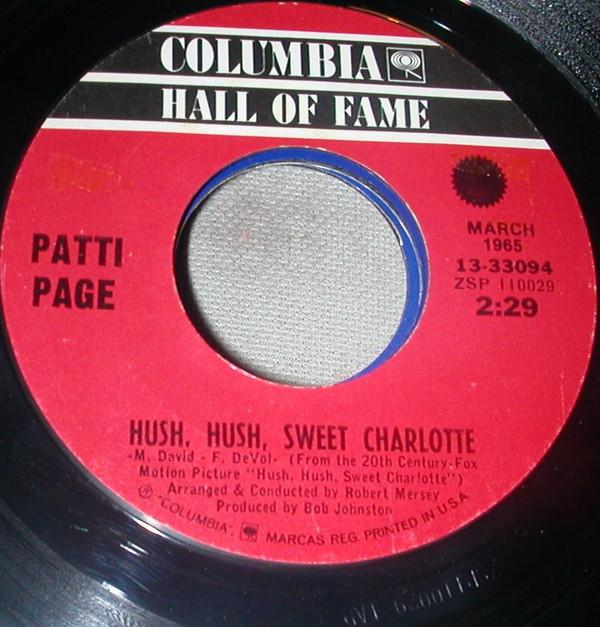 COLUMBIA
HALL OF FAME
PATTI
PAGE
MARCH
1965
13-33094
ZSP 110029
2:29
HUSH, HUSH, SWEET CHARLOTTE
-M. David - F. DeVol- (From the 20th Century-Fox
Motion Picture "Hush, Hush, Sweet Charlotte")
Arranged & Conducted by Robert Mersey
Produced by Bob Johnston
Ⓟ "COLUMBIA", MARCAS REG. PRINTED IN U.S.A.